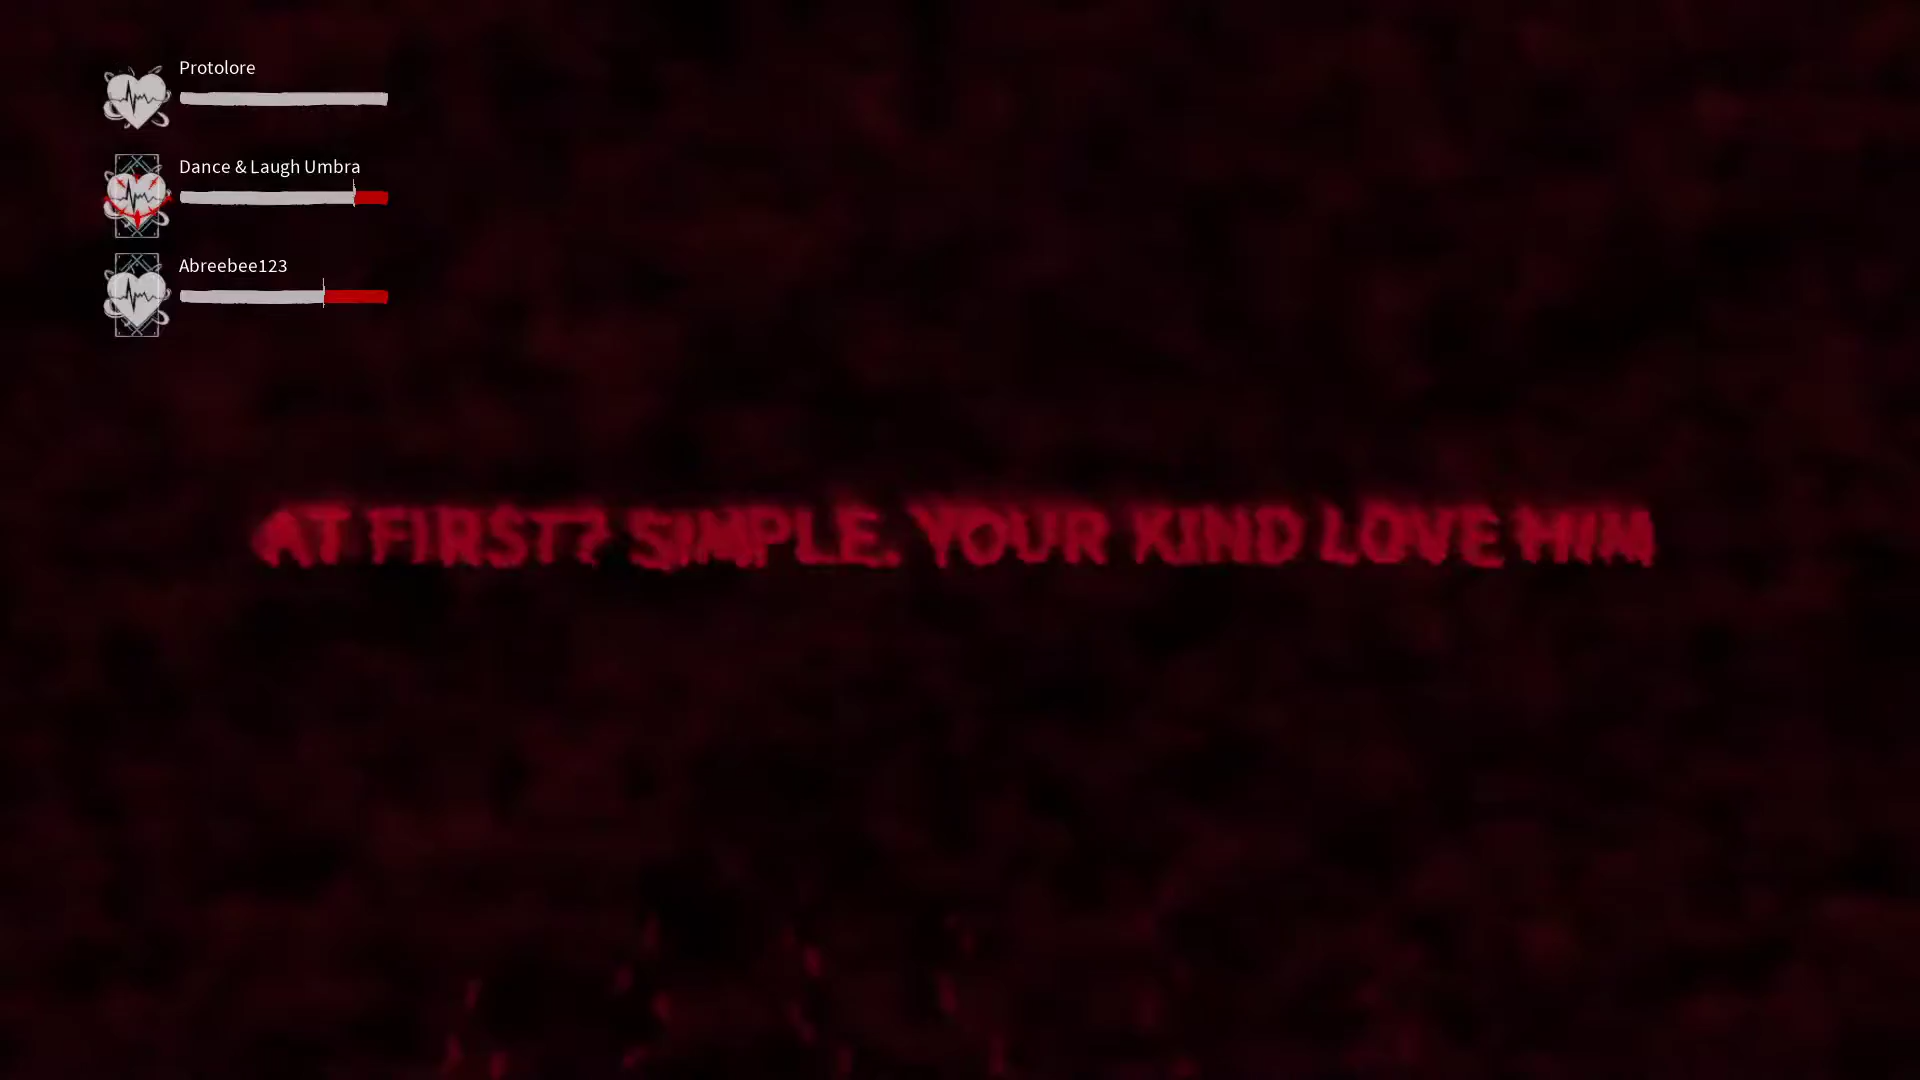 Protolore
Dance & Laugh Umbra
Abreebee123
AT FIRST? SIMPLE. YOUR KIND LOVE HIM